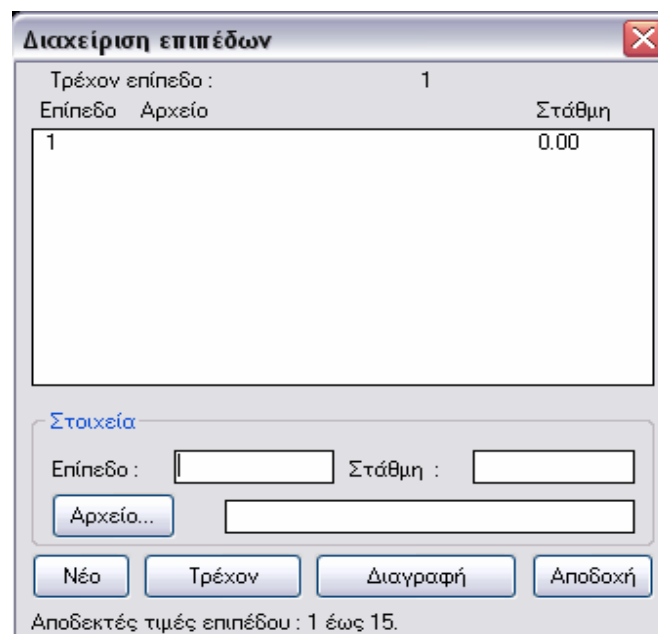 Διαχείριση επιπέδων
Τρέχον επίπεδο : 1
Επίπεδο Αρχείο Στάθμη
1 0.00
Στοιχεία
Επίπεδο : Στάθμη :
Αρχείο...
Νέο Τρέχον Διαγραφή Αποδοχή
Αποδεκτές τιμές επιπέδου : 1 έως 15.